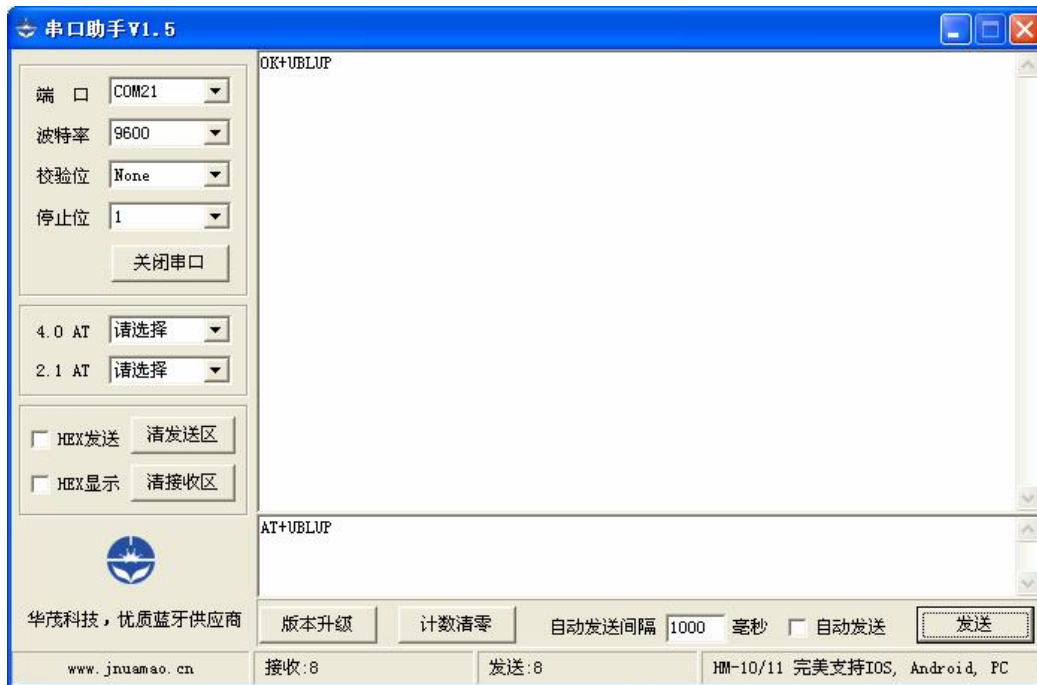 串口助手V1.5
端 口 COM21
波特率 9600
校验位 None
停止位 1
关闭串口
4.0 AT 请选择
2.1 AT 请选择
HEX发送 清发送区
HEX显示 清接收区
华茂科技，优质蓝牙供应商
www.jnuamao.cn
OK+UBLUP
AT+UBLUP
版本升级 计数清零 自动发送间隔 1000 毫秒 自动发送 发送
接收:8 发送:8 HM-10/11 完美支持IOS, Android, PC